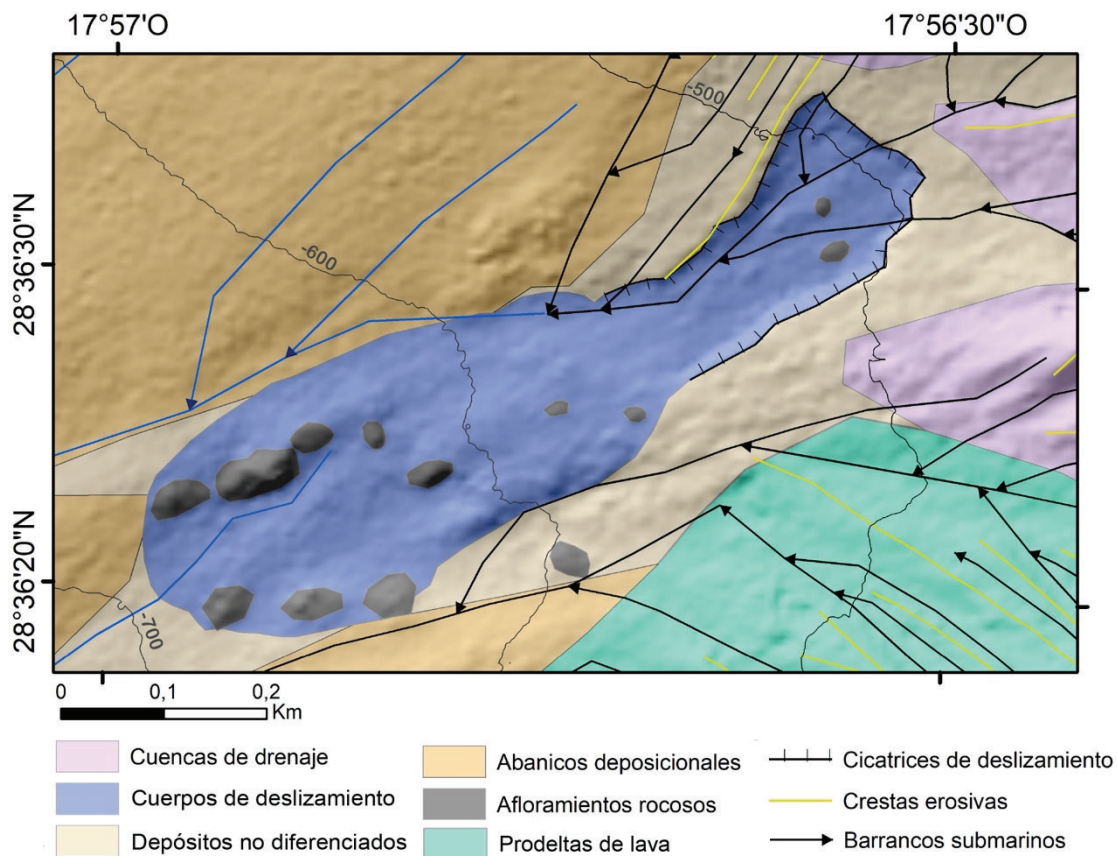 17°57'O
17°56'30"O
-500
28°36'30"N
-600
28°36'20"N
-700
0 0,1 0,2
Km
Cuencas de drenaje
Abanicos deposicionales
Cicatrices de deslizamiento
Cuerpos de deslizamiento
Afloramientos rocosos
Crestas erosivas
Depósitos no diferenciados
Prodeltas de lava
Barrancos submarinos